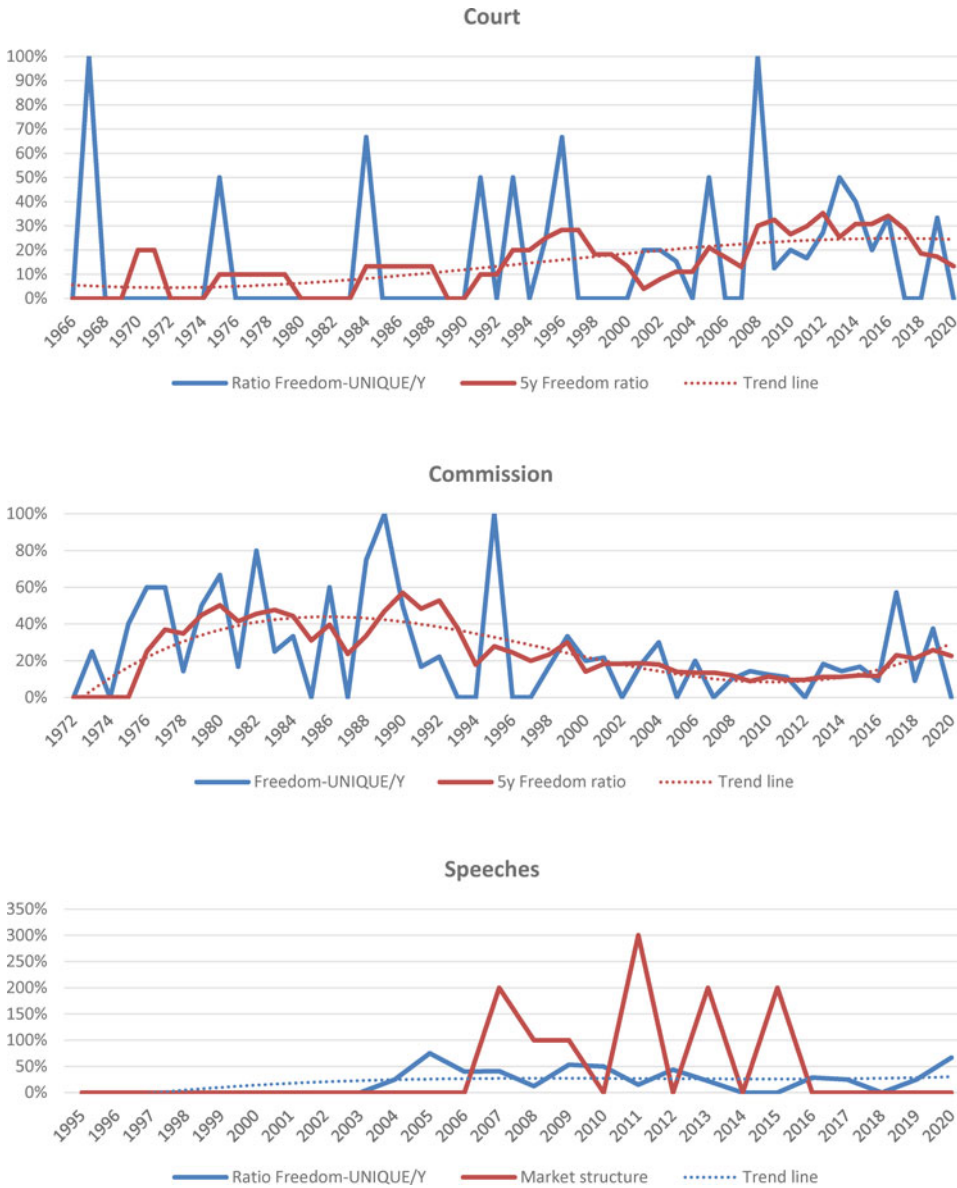 Court
100%
90%
80%
70%
60%
50%
40%
30%
20%
10%
0%
1966 1968 1970 1972 1974 1976 1978 1980 1982 1984 1986 1988 1990 1992 1994 1996 1998 2000 2002 2004 2006 2008 2010 2012 2014 2016 2018 2020
Ratio Freedom-UNIQUE/Y 5y Freedom ratio Trend line
Commission
100%
80%
60%
40%
20%
0%
1972 1974 1976 1978 1980 1982 1984 1986 1988 1990 1992 1994 1996 1998 2000 2002 2004 2006 2008 2010 2012 2014 2016 2018 2020
Freedom-UNIQUE/Y 5y Freedom ratio Trend line
Speeches
350%
300%
250%
200%
150%
100%
50%
0%
1995 1996 1997 1998 1999 2000 2001 2002 2003 2004 2005 2006 2007 2008 2009 2010 2011 2012 2013 2014 2015 2016 2017 2018 2019 2020
Ratio Freedom-UNIQUE/Y Market structure Trend line